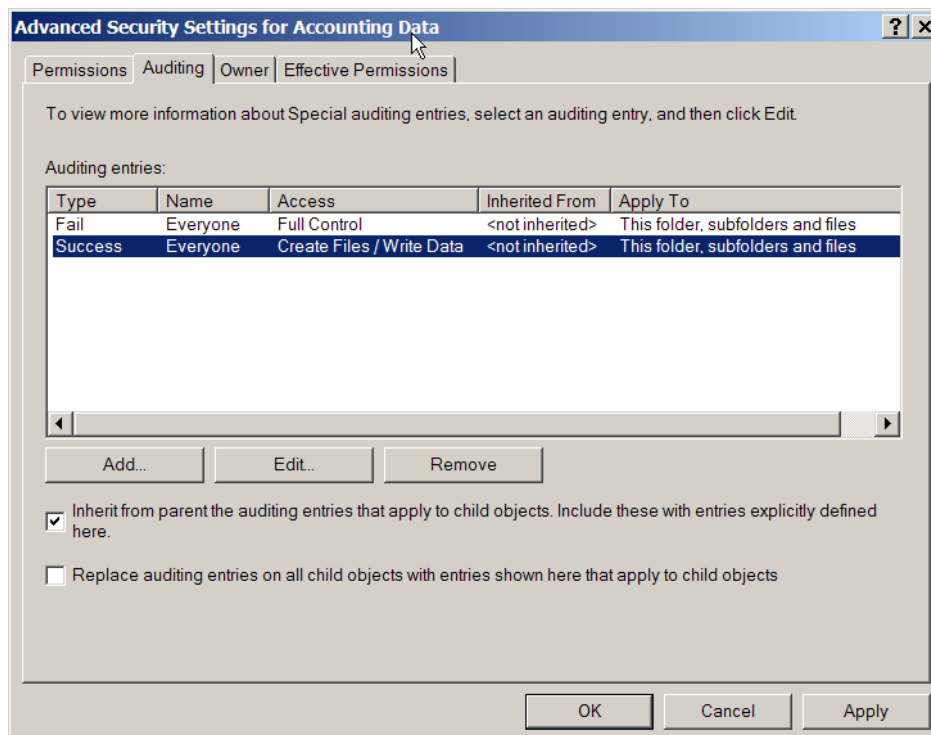 Advanced Security Settings for Accounting Data
Permissions Auditing Owner Effective Permissions
To view more information about Special auditing entries, select an auditing entry, and then click Edit.
Auditing entries:
Type Name Access Inherited From Apply To
Fail Everyone Full Control <not inherited> This folder, subfolders and files
Success Everyone Create Files / Write Data <not inherited> This folder, subfolders and files
Add... Edit... Remove
Inherit from parent the auditing entries that apply to child objects. Include these with entries explicitly defined
here.
Replace auditing entries on all child objects with entries shown here that apply to child objects
OK Cancel Apply